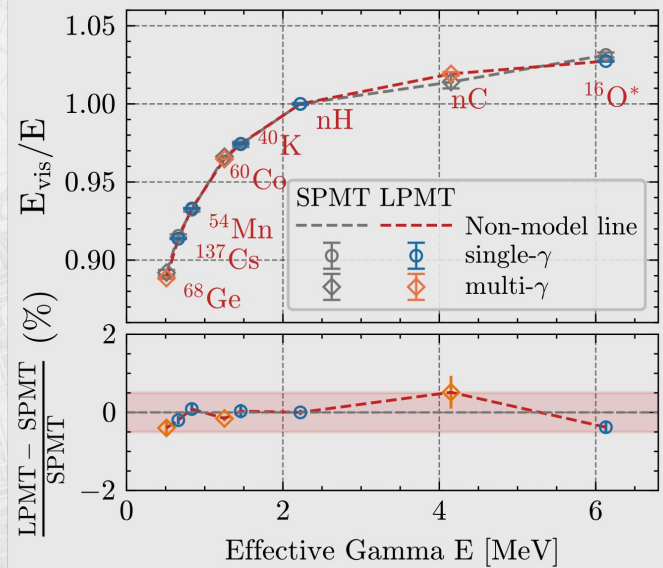 1.05
1.00
0.95
0.90
E_vis/E
¹⁶O*
nC
nH
⁴⁰K
⁶⁰Co
⁵⁴Mn
¹³⁷Cs
⁶⁸Ge
SPMT LPMT
Non-model line
single-γ
multi-γ
2
0
−2
LPMT − SPMT
SPMT
(%)
0 2 4 6
Effective Gamma E [MeV]